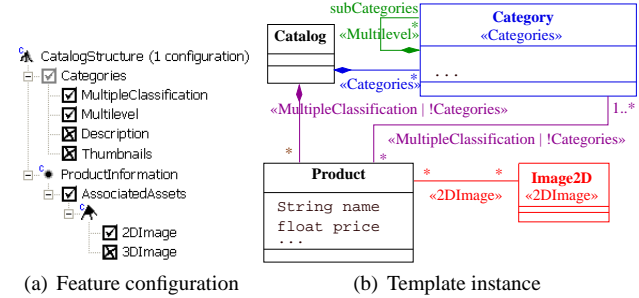 CatalogStructure (1 configuration)
Categories
MultipleClassification
Multilevel
Description
Thumbnails
ProductInformation
AssociatedAssets
2DImage
3DImage
(a) Feature configuration
subCategories
*
«Multilevel»
*
Catalog
Category
«Categories»
...
«Categories»
*
«MultipleClassification | !Categories»
1..*
«MultipleClassification | !Categories»
*
*
Product
String name
float price
...
*
*
«2DImage»
Image2D
«2DImage»
(b) Template instance